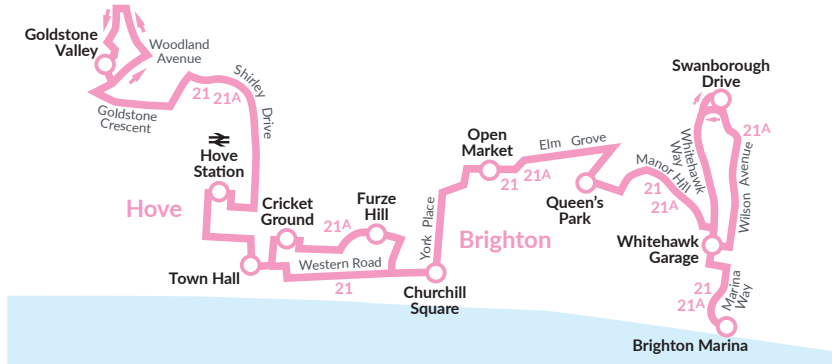 Goldstone
Valley
Woodland
Avenue
Goldstone
Crescent
21 21A
Shirley Drive
Hove
Station
Hove
Cricket
Ground
21A
Furze
Hill
Town Hall
Western Road
21
York Place
Churchill
Square
Brighton
Open
Market
21 21A
Elm Grove
Queen's
Park
Manor Hill
21
21A
Swanborough
Drive
Whitehawk
Way
21A
Wilson Avenue
Whitehawk
Garage
21
21A
Marina
Way
Brighton Marina